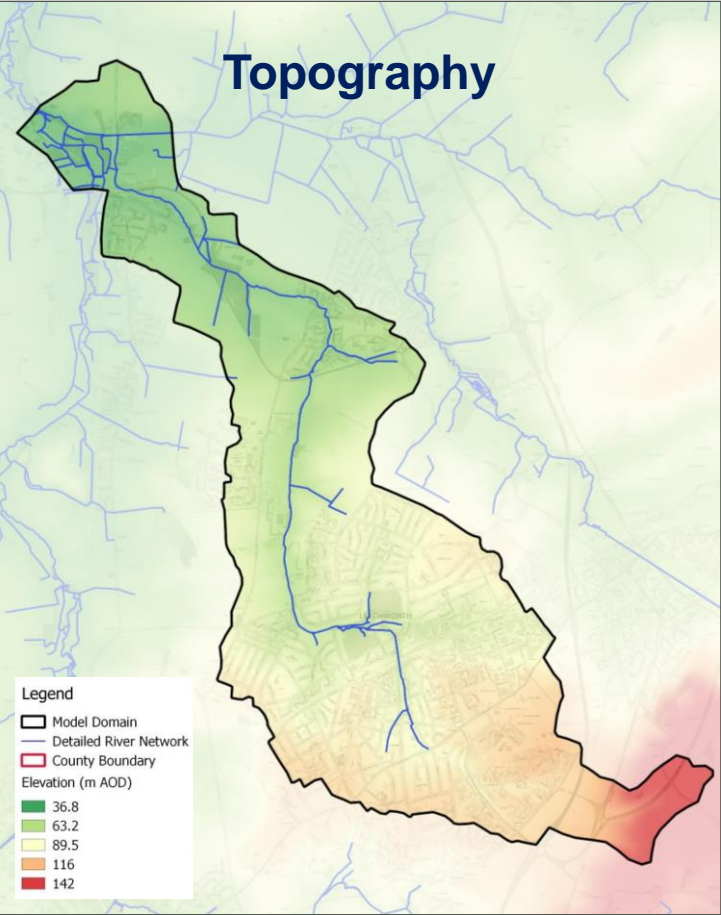 Topography
LETCHWORTH
Legend
Model Domain
Detailed River Network
County Boundary
Elevation (m AOD)
36.8
63.2
89.5
116
142